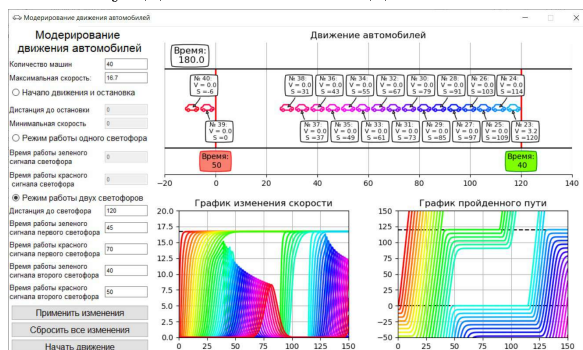 Модерирование движения автомобилей
Модерирование
движения автомобилей
Количество машин
40
Максимальная скорость:
16.7
Начало движения и остановка
Дистанция до остановки
0
Минимальная скорость
0
Режим работы одного светофора
Время работы зеленого
сигнала светофора
0
Время работы красного
сигнала светофора
0
Режим работы двух светофоров
Дистанция до светофора
120
Время работы зеленого
сигнала первого светофора
45
Время работы красного
сигнала первого светофора
70
Время работы зеленого
сигнала второго светофора
40
Время работы красного
сигнала второго светофора
50
Применить изменения
Сбросить все изменения
Начать движение
Движение автомобилей
Время:
180.0
№ 40
V = 0.0
S =-6
№ 38:
V = 0.0
S =31
№ 36:
V = 0.0
S =43
№ 34:
V = 0.0
S =55
№ 32:
V = 0.0
S =67
№ 30
V = 0.0
S =79
№ 28:
V = 0.0
S =91
№ 26:
V = 0.0
S =103
№ 24
V = 0.0
S =114
№ 39:
V = 0.0
S =0
№ 37:
V = 0.0
S =37
№ 35:
V = 0.0
S =49
№ 33:
V = 0.0
S =61
№ 31:
V = 0.0
S =73
№ 29:
V = 0.0
S =85
№ 27:
V = 0.0
S =97
№ 25:
V = 0.0
S =109
№ 23:
V = 3.2
S =120
Время:
50
Время:
40
−20 0 20 40 60 80 100 120 140
График изменения скорости
20.0
17.5
15.0
12.5
10.0
7.5
5.0
2.5
0.0
0 25 50 75 100 125 150
График пройденного пути
150
125
100
75
50
25
0
−25
−50
0 25 50 75 100 125 150